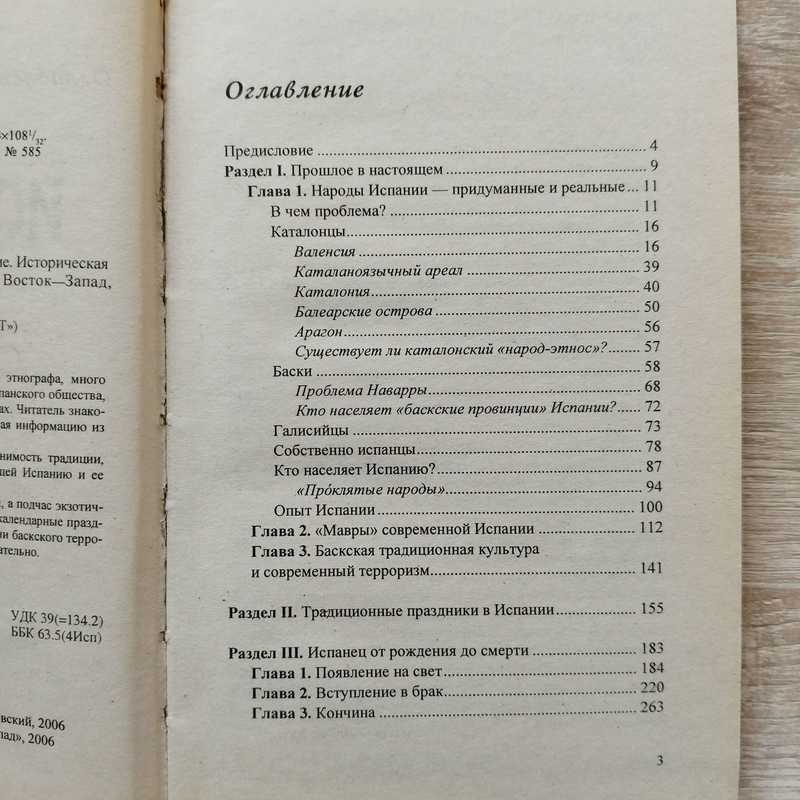 ×108¹/₃₂.
№ 585
ие. Историческая
Восток—Запад,
Т»)
этнографа, много
панского общества,
ах. Читатель знако-
ая информацию из
нимость традиции,
щей Испанию и ее
, а подчас экзотич-
календарные празд-
ии баскского терро-
ательно.
УДК 39(=134.2)
ББК 63.5(4Исп)
вский, 2006
пад», 2006
Оглавление
Предисловие ... 4
Раздел I. Прошлое в настоящем ... 9
Глава 1. Народы Испании — придуманные и реальные ... 11
В чем проблема? ... 11
Каталонцы ... 16
Валенсия ... 16
Каталаноязычный ареал ... 39
Каталония ... 40
Балеарские острова ... 50
Арагон ... 56
Существует ли каталонский «народ-этнос»? ... 57
Баски ... 58
Проблема Наварры ... 68
Кто населяет «баскские провинции» Испании? ... 72
Галисийцы ... 73
Собственно испанцы ... 78
Кто населяет Испанию? ... 87
«Про́клятые народы» ... 94
Опыт Испании ... 100
Глава 2. «Мавры» современной Испании ... 112
Глава 3. Баскская традиционная культура
и современный терроризм ... 141
Раздел II. Традиционные праздники в Испании ... 155
Раздел III. Испанец от рождения до смерти ... 183
Глава 1. Появление на свет ... 184
Глава 2. Вступление в брак ... 220
Глава 3. Кончина ... 263
3